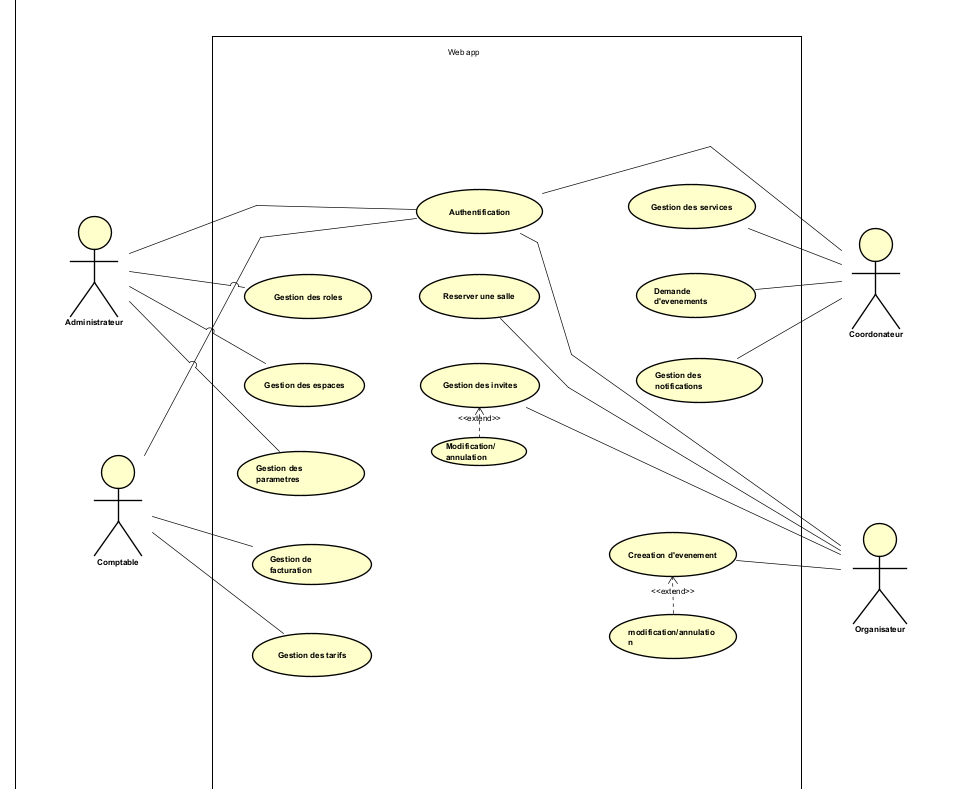 Web app
Authentification
Gestion des services
Administrateur
Gestion des roles
Reserver une salle
Demande
d'evenements
Coordonateur
Gestion des espaces
Gestion des invites
Gestion des
notifications
<<extend>>
Modification/
annulation
Gestion des
parametres
Comptable
Gestion de
facturation
Creeation d'evenement
<<extend>>
Organisateur
modification/annulatio
n
Gestion des tarifs